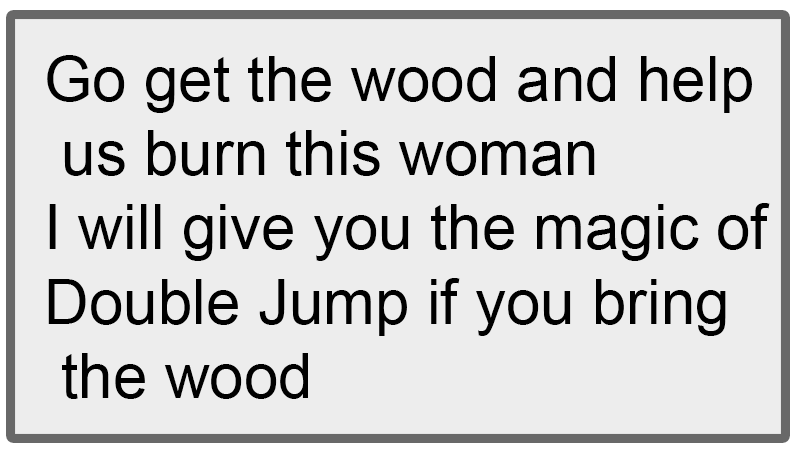 Go get the wood and help
us burn this woman
I will give you the magic of
Double Jump if you bring
the wood